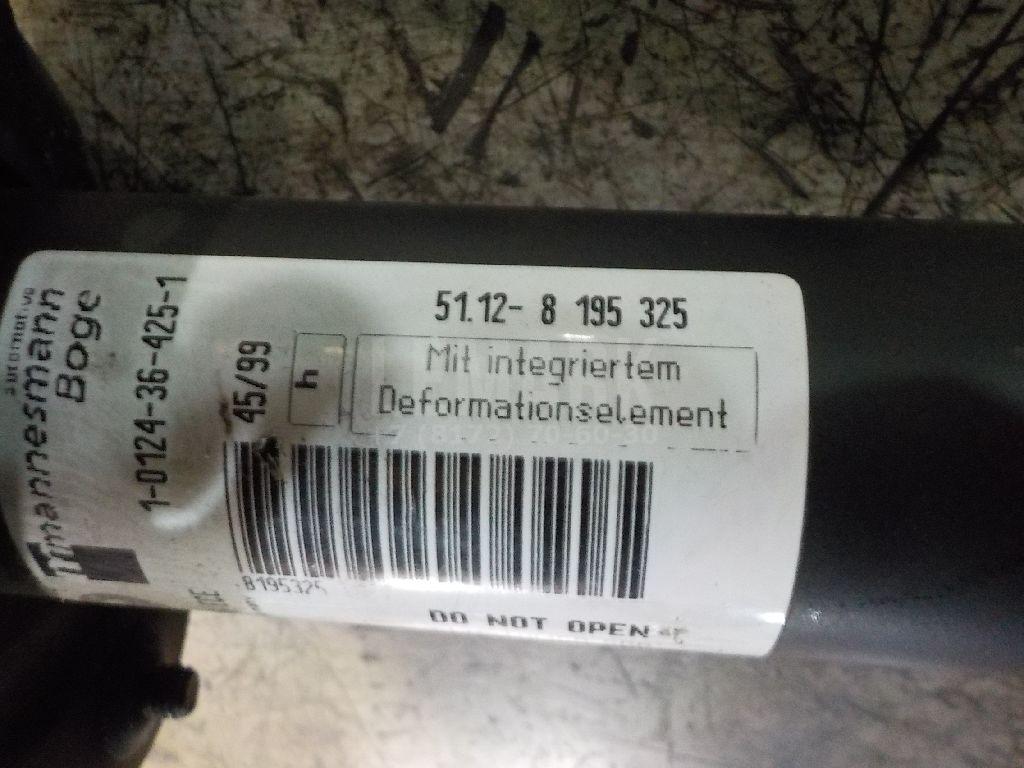 51.12- 8 195 325
Mit integriertem
Deformationselement
h
45/99
8195325
DO NOT OPEN
1-0124-36-425-1
mannesmann
Boge